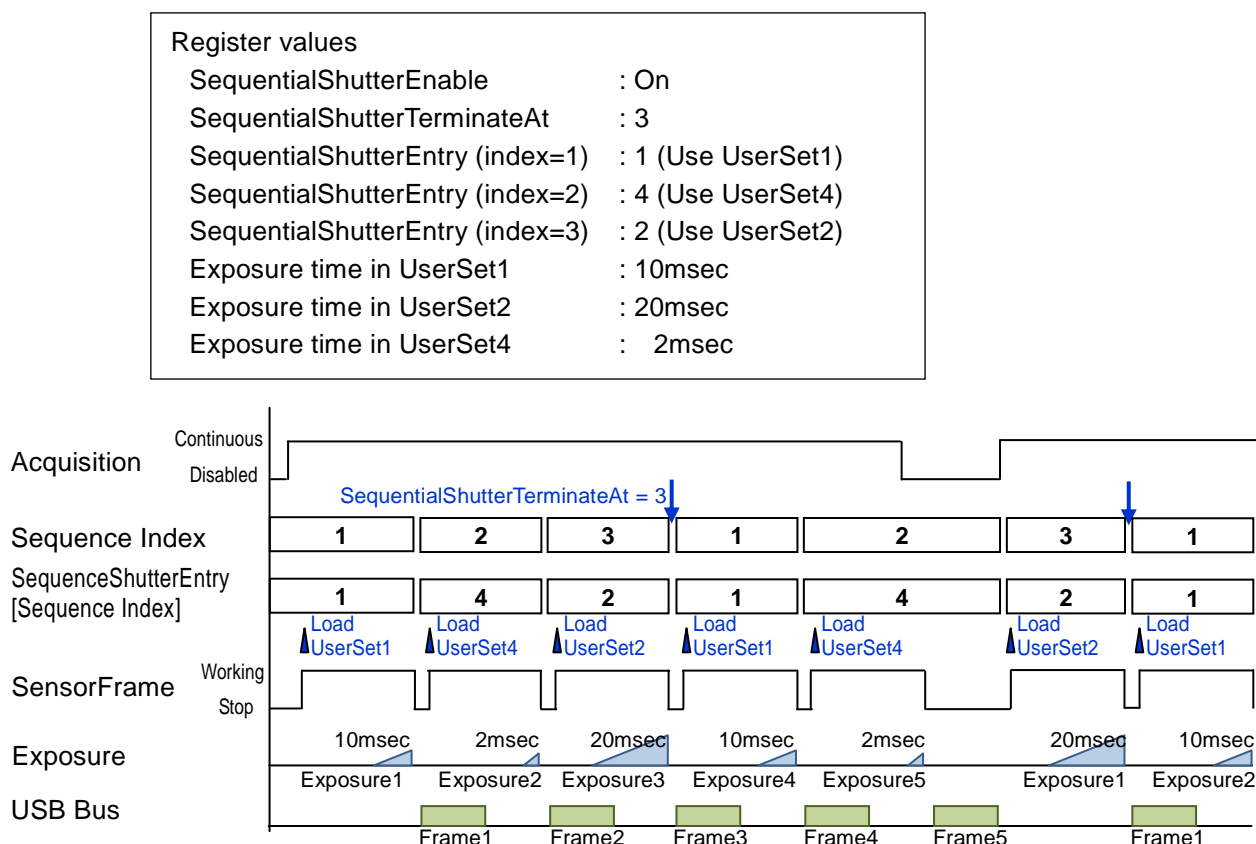 Register values
SequentialShutterEnable : On
SequentialShutterTerminateAt : 3
SequentialShutterEntry (index=1) : 1 (Use UserSet1)
SequentialShutterEntry (index=2) : 4 (Use UserSet4)
SequentialShutterEntry (index=3) : 2 (Use UserSet2)
Exposure time in UserSet1 : 10msec
Exposure time in UserSet2 : 20msec
Exposure time in UserSet4 : 2msec
Acquisition
Continuous
Disabled
SequentialShutterTerminateAt = 3
Sequence Index 1 2 3 1 2 3 1
SequenceShutterEntry
[Sequence Index] 1 4 2 1 4 2 1
Load Load Load Load Load Load Load
UserSet1 UserSet4 UserSet2 UserSet1 UserSet4 UserSet2 UserSet1
SensorFrame
Working
Stop
Exposure 10msec 2msec 20msec 10msec 2msec 20msec 10msec
Exposure1 Exposure2 Exposure3 Exposure4 Exposure5 Exposure1 Exposure2
USB Bus
Frame1 Frame2 Frame3 Frame4 Frame5 Frame1